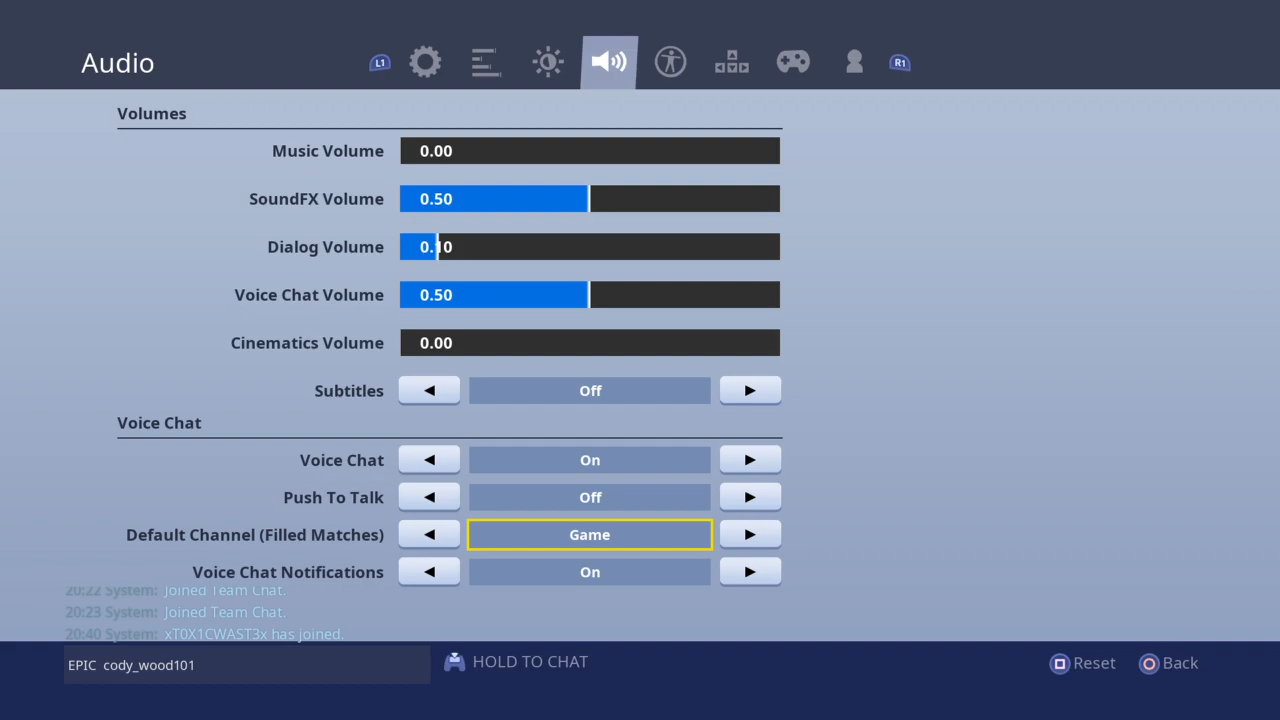 Audio
L1
R1
Volumes
Music Volume 0.00
SoundFX Volume 0.50
Dialog Volume 0.10
Voice Chat Volume 0.50
Cinematics Volume 0.00
Subtitles Off
Voice Chat
Voice Chat On
Push To Talk Off
Default Channel (Filled Matches) Game
Voice Chat Notifications On
20:22 System: Joined Team Chat.
20:23 System: Joined Team Chat.
20:40 System: xT0X1CWAST3x has joined.
EPIC cody_wood101
HOLD TO CHAT
Reset
Back